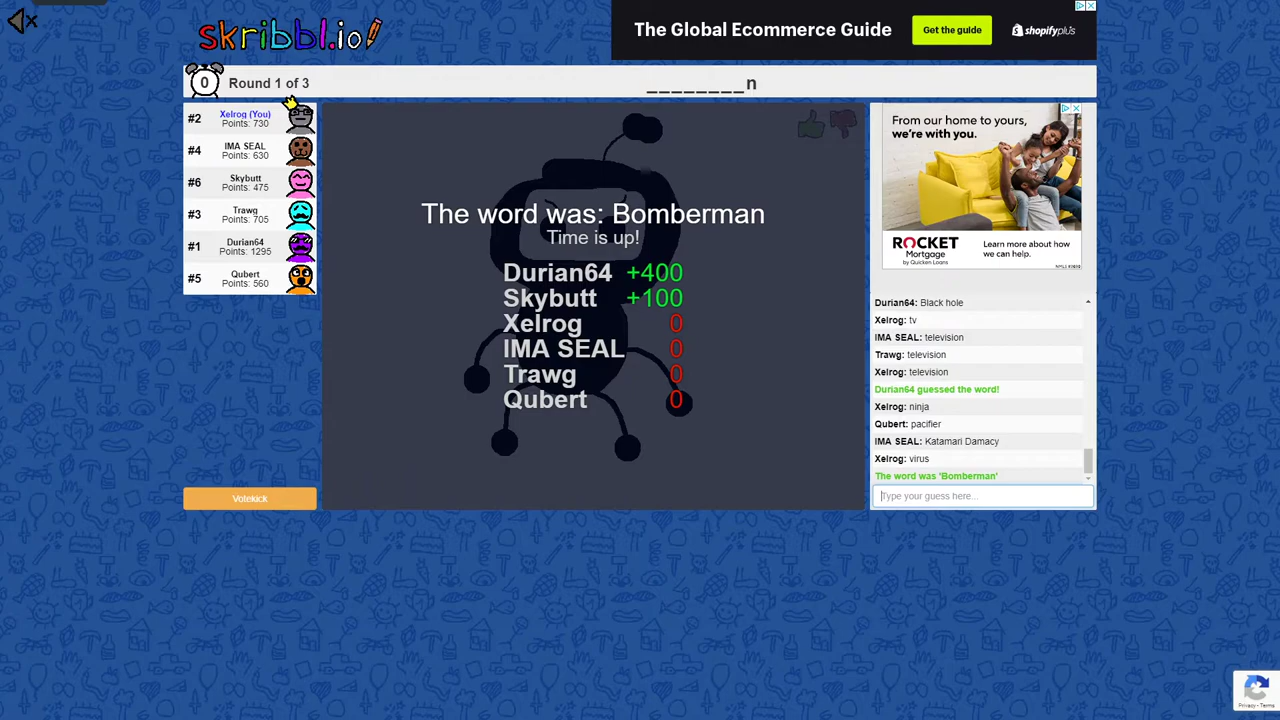 skribbl.io
The Global Ecommerce Guide
Get the guide
shopifyplus
0
Round 1 of 3
________n
#2
Xelrog (You)
Points: 730
#4
IMA SEAL
Points: 630
#6
Skybutt
Points: 475
#3
Trawg
Points: 705
#1
Durian64
Points: 1295
#5
Qubert
Points: 560
Votekick
The word was: Bomberman
Time is up!
Durian64 +400
Skybutt +100
Xelrog 0
IMA SEAL 0
Trawg 0
Qubert 0
From our home to yours,
we're with you.
ROCKET
Mortgage
by Quicken Loans
Learn more about how
we can help.
Durian64: Black hole
Xelrog: tv
IMA SEAL: television
Trawg: television
Xelrog: television
Durian64 guessed the word!
Xelrog: ninja
Qubert: pacifier
IMA SEAL: Katamari Damacy
Xelrog: virus
The word was 'Bomberman'
Type your guess here...
Privacy - Terms